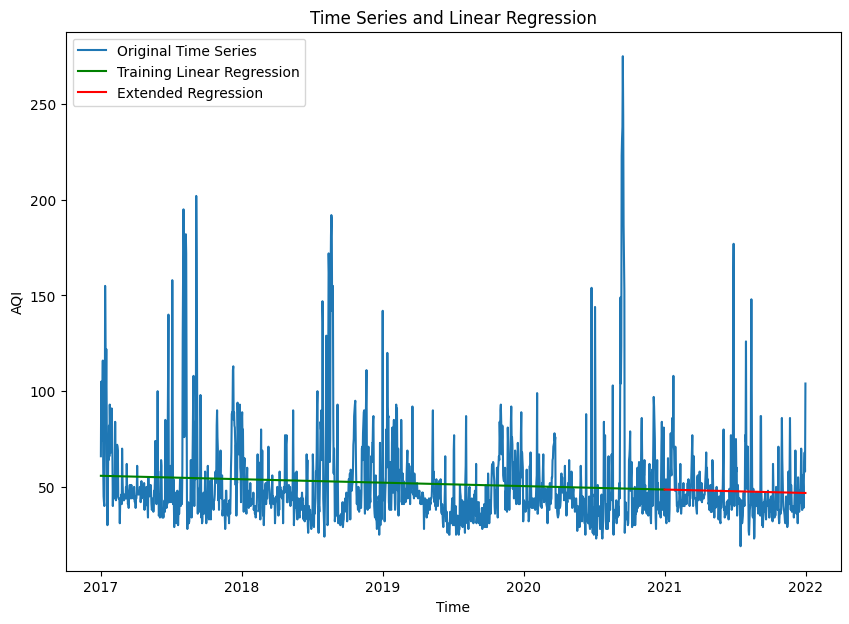 Time Series and Linear Regression
Original Time Series
Training Linear Regression
Extended Regression
250
200
150
100
50
AQI
2017 2018 2019 2020 2021 2022
Time